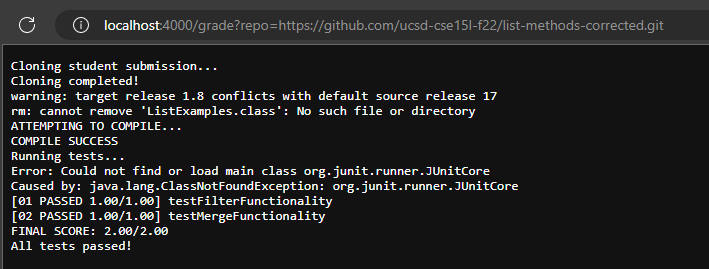 localhost:4000/grade?repo=https://github.com/ucsd-cse15l-f22/list-methods-corrected.git
Cloning student submission...
Cloning completed!
warning: target release 1.8 conflicts with default source release 17
rm: cannot remove 'ListExamples.class': No such file or directory
ATTEMPTING TO COMPILE...
COMPILE SUCCESS
Running tests...
Error: Could not find or load main class org.junit.runner.JUnitCore
Caused by: java.lang.ClassNotFoundException: org.junit.runner.JUnitCore
[01 PASSED 1.00/1.00] testFilterFunctionality
[02 PASSED 1.00/1.00] testMergeFunctionality
FINAL SCORE: 2.00/2.00
All tests passed!